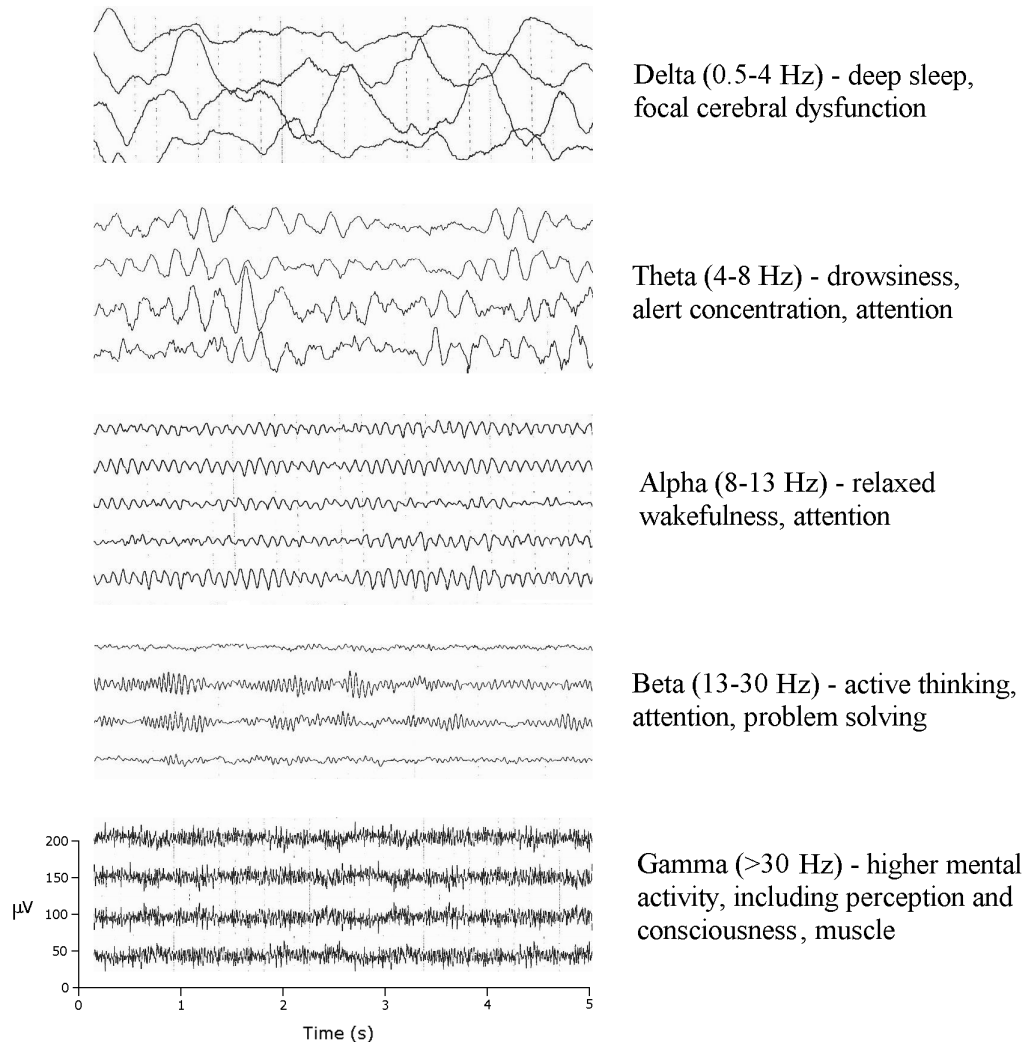 Delta (0.5-4 Hz) - deep sleep,
focal cerebral dysfunction
Theta (4-8 Hz) - drowsiness,
alert concentration, attention
Alpha (8-13 Hz) - relaxed
wakefulness, attention
Beta (13-30 Hz) - active thinking,
attention, problem solving
Gamma (>30 Hz) - higher mental
activity, including perception and
consciousness, muscle
200
150
µV
100
50
0
0 1 2 3 4 5
Time (s)